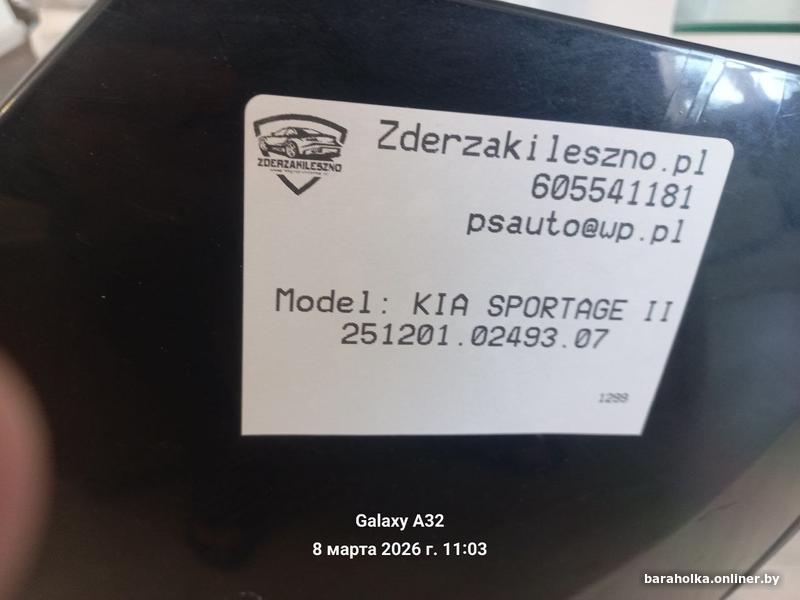 ZDERZAKILESZNO
Zderzakileszno.pl
605541181
psauto@wp.pl
Model: KIA SPORTAGE II
251201.02493.07
1299
Galaxy A32
8 марта 2026 г. 11:03
baraholka.onliner.by